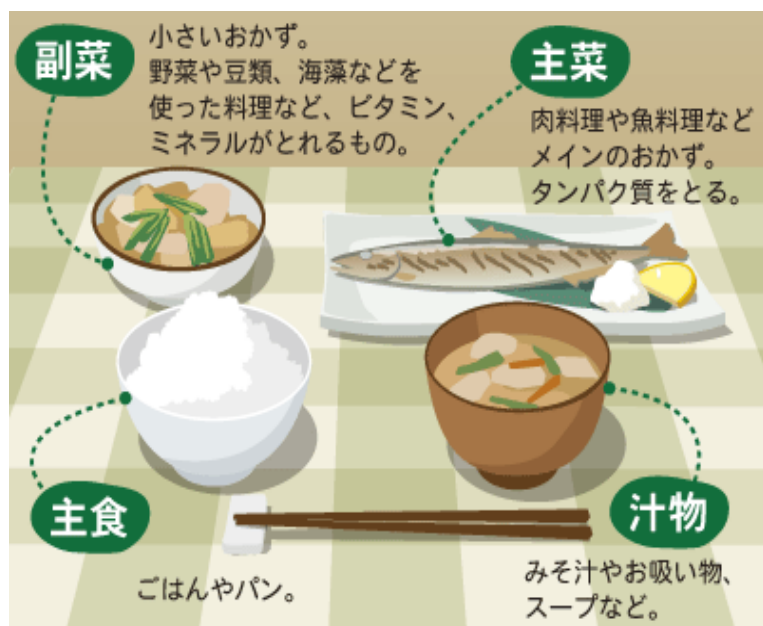 副菜
小さいおかず。
野菜や豆類、海藻などを
使った料理など、ビタミン、
ミネラルがとれるもの。
主菜
肉料理や魚料理など
メインのおかず。
タンパク質をとる。
主食
ごはんやパン。
汁物
みそ汁やお吸い物、
スープなど。